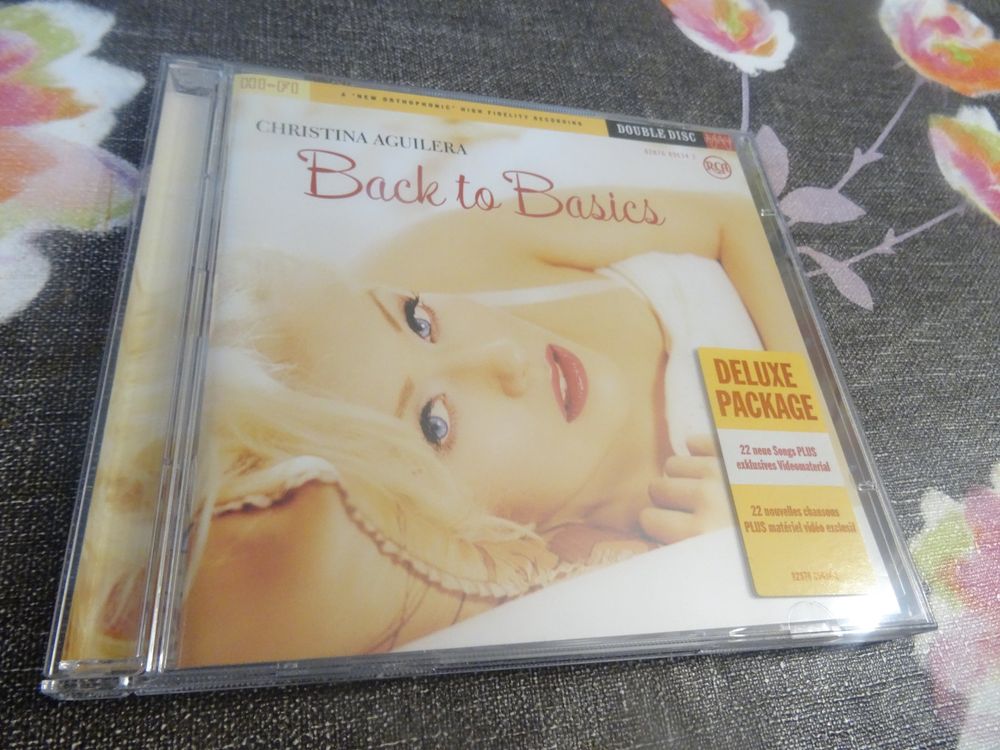 HI-FI
A "NEW ORTHOPHONIC" HIGH FIDELITY RECORDING
DOUBLE DISC
CHRISTINA AGUILERA
RCA
Back to Basics
DELUXE
PACKAGE
22 neue Songs PLUS
exklusives Videomaterial
22 nouvelles chansons
PLUS matériel vidéo exclusif